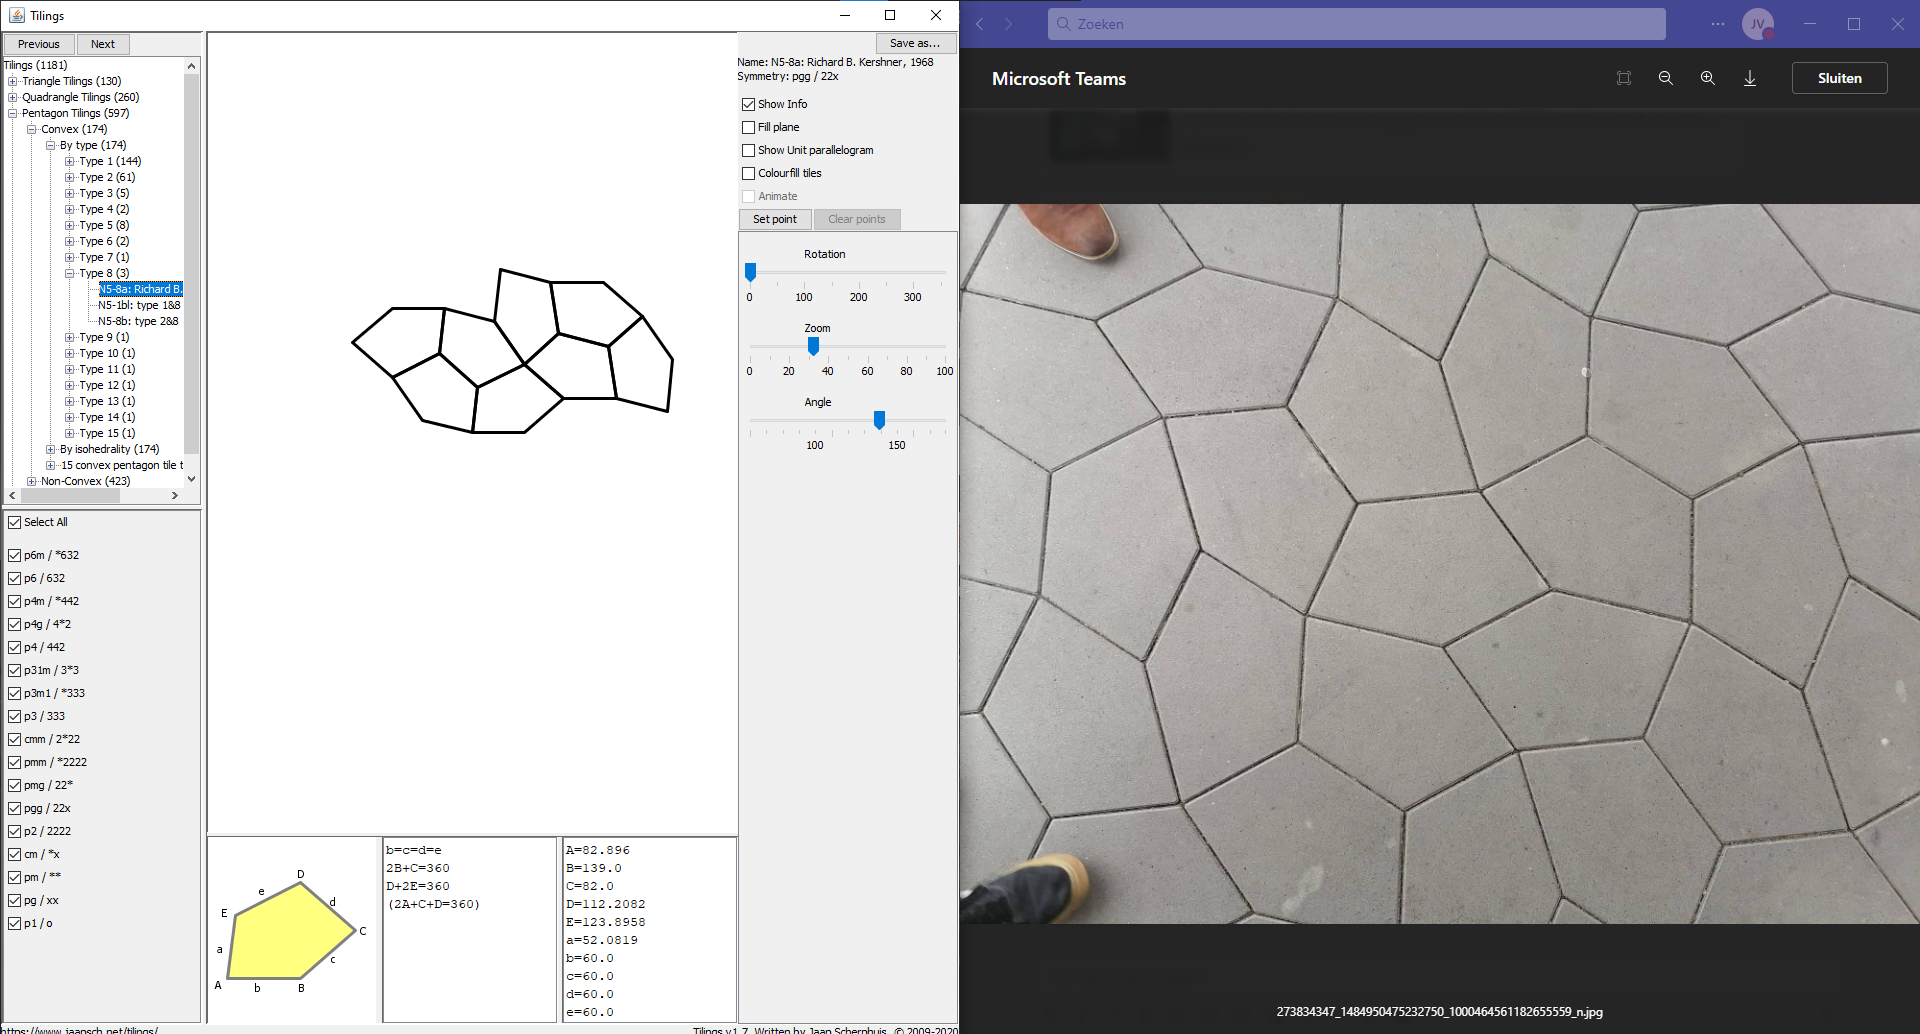 Tilings
Previous
Next
Tilings (1181)
Triangle Tilings (130)
Quadrangle Tilings (260)
Pentagon Tilings (597)
Convex (174)
By type (174)
Type 1 (144)
Type 2 (61)
Type 3 (5)
Type 4 (2)
Type 5 (8)
Type 6 (2)
Type 7 (1)
Type 8 (3)
N5-8a: Richard B.
N5-1bl: type 1&8
N5-8b: type 2&8
Type 9 (1)
Type 10 (1)
Type 11 (1)
Type 12 (1)
Type 13 (1)
Type 14 (1)
Type 15 (1)
By isohedrality (174)
15 convex pentagon tile t
Non-Convex (423)
Select All
p6m / *632
p6 / 632
p4m / *442
p4g / 4*2
p4 / 442
p31m / 3*3
p3m1 / *333
p3 / 333
cmm / 2*22
pmm / *2222
pmg / 22*
pgg / 22x
p2 / 2222
cm / *x
pm / **
pg / xx
p1 / o
https://www.jaapsch.net/tilings/
Save as...
Name: N5-8a: Richard B. Kershner, 1968
Symmetry: pgg / 22x
Show Info
Fill plane
Show Unit parallelogram
Colourfill tiles
Animate
Set point
Clear points
Rotation
0 100 200 300
Zoom
0 20 40 60 80 100
Angle
100 150
D
e
d
E
C
a
c
A
b
B
b=c=d=e
2B+C=360
D+2E=360
(2A+C+D=360)
A=82.896
B=139.0
C=82.0
D=112.2082
E=123.8958
a=52.0819
b=60.0
c=60.0
d=60.0
e=60.0
Tilings v1.7. Written by Jaap Scherphuis, © 2009-2020
Zoeken
JV
Microsoft Teams
Sluiten
273834347_1484950475232750_1000464561182655559_n.jpg